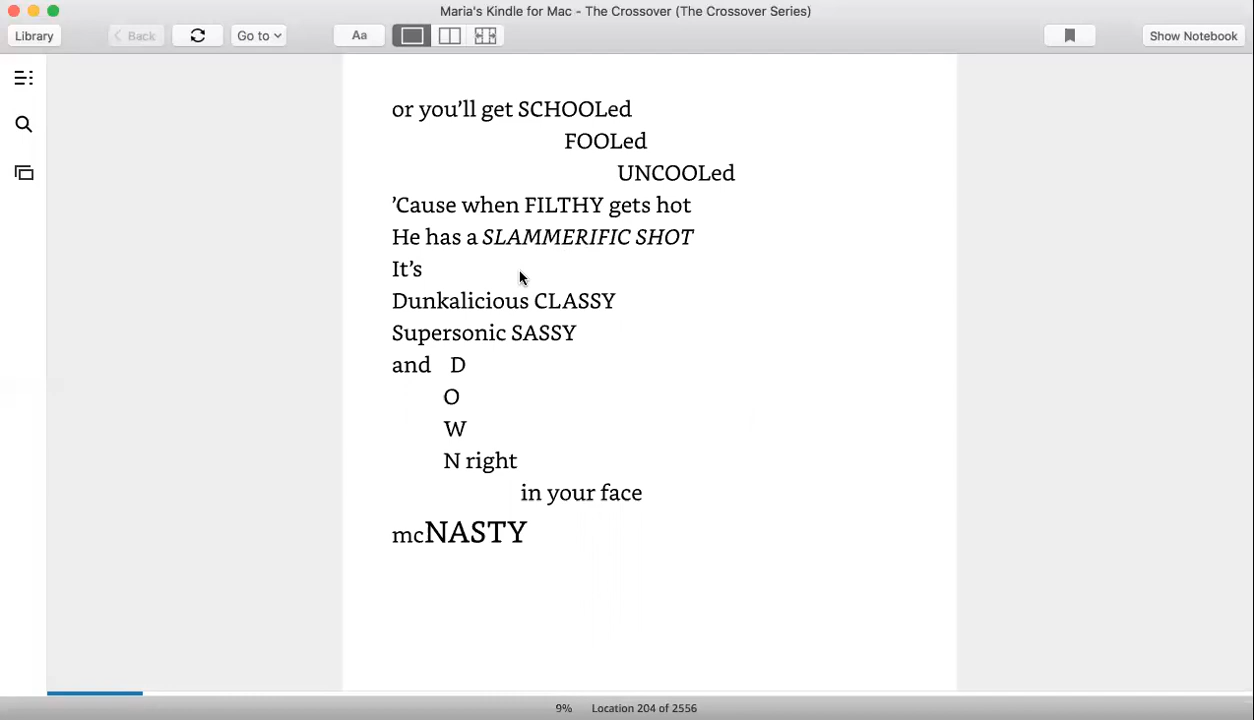 Maria's Kindle for Mac - The Crossover (The Crossover Series)
Library
Back
Go to
Aa
Show Notebook
or you’ll get SCHOOLed
FOOLed
UNCOOLed
’Cause when FILTHY gets hot
He has a SLAMMERIFIC SHOT
It’s
Dunkalicious CLASSY
Supersonic SASSY
and D
O
W
N right
in your face
mcNASTY
9% Location 204 of 2556